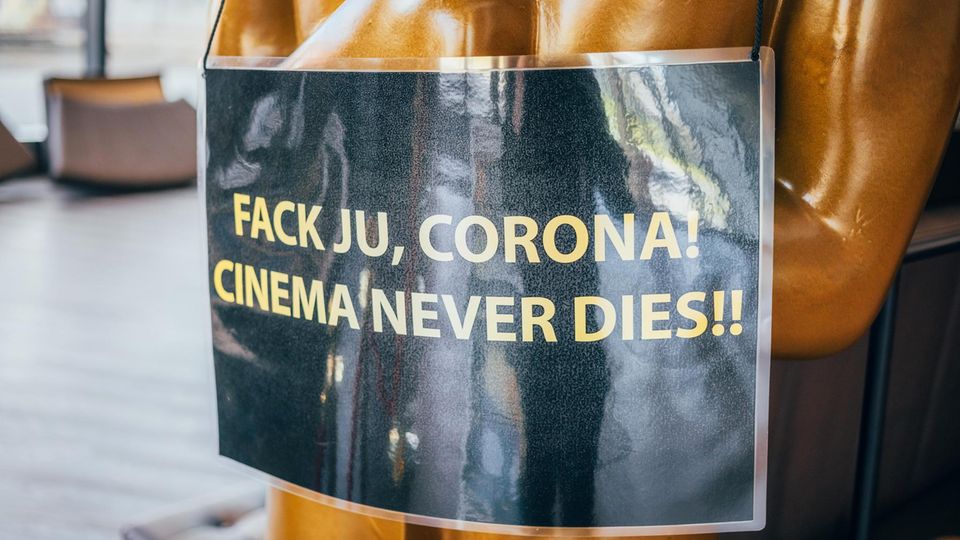 FACK JU, CORONA!
CINEMA NEVER DIES!!